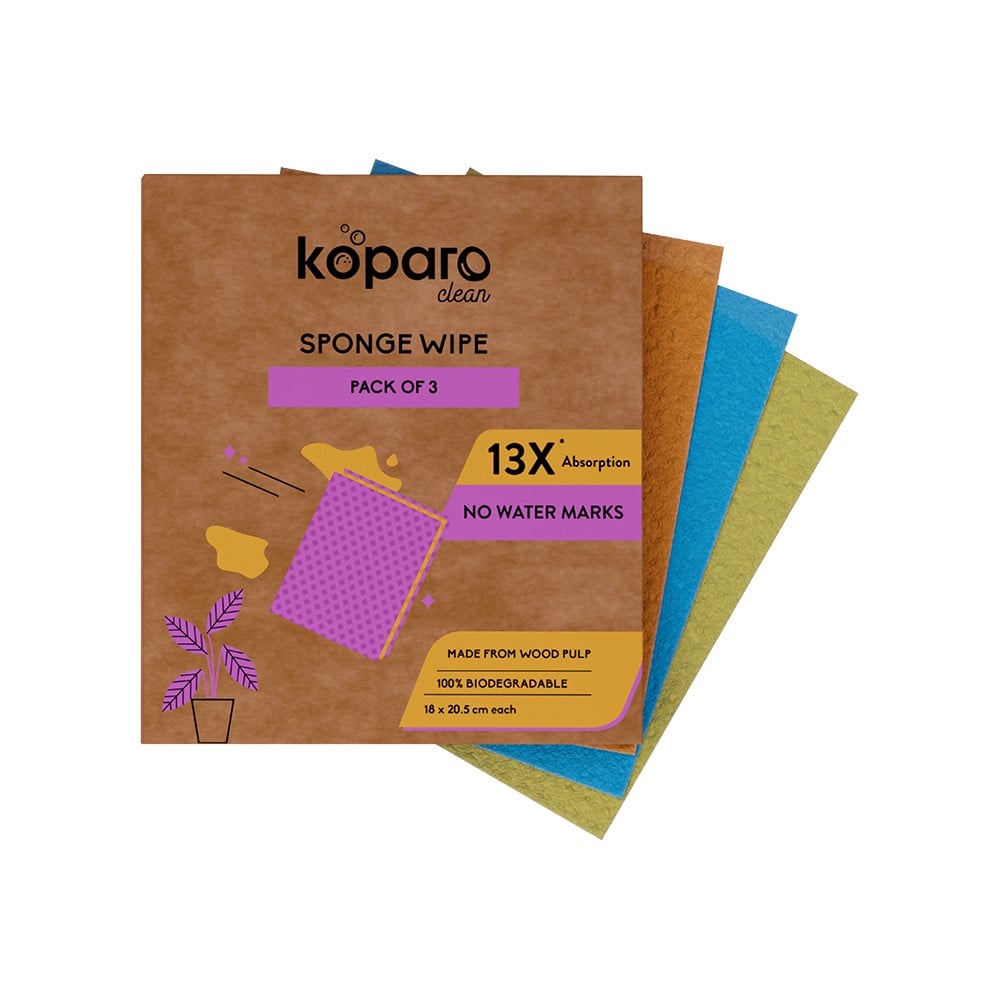 koparo
clean
SPONGE WIPE
PACK OF 3
13X* Absorption
NO WATER MARKS
MADE FROM WOOD PULP
100% BIODEGRADABLE
18 x 20.5 cm each